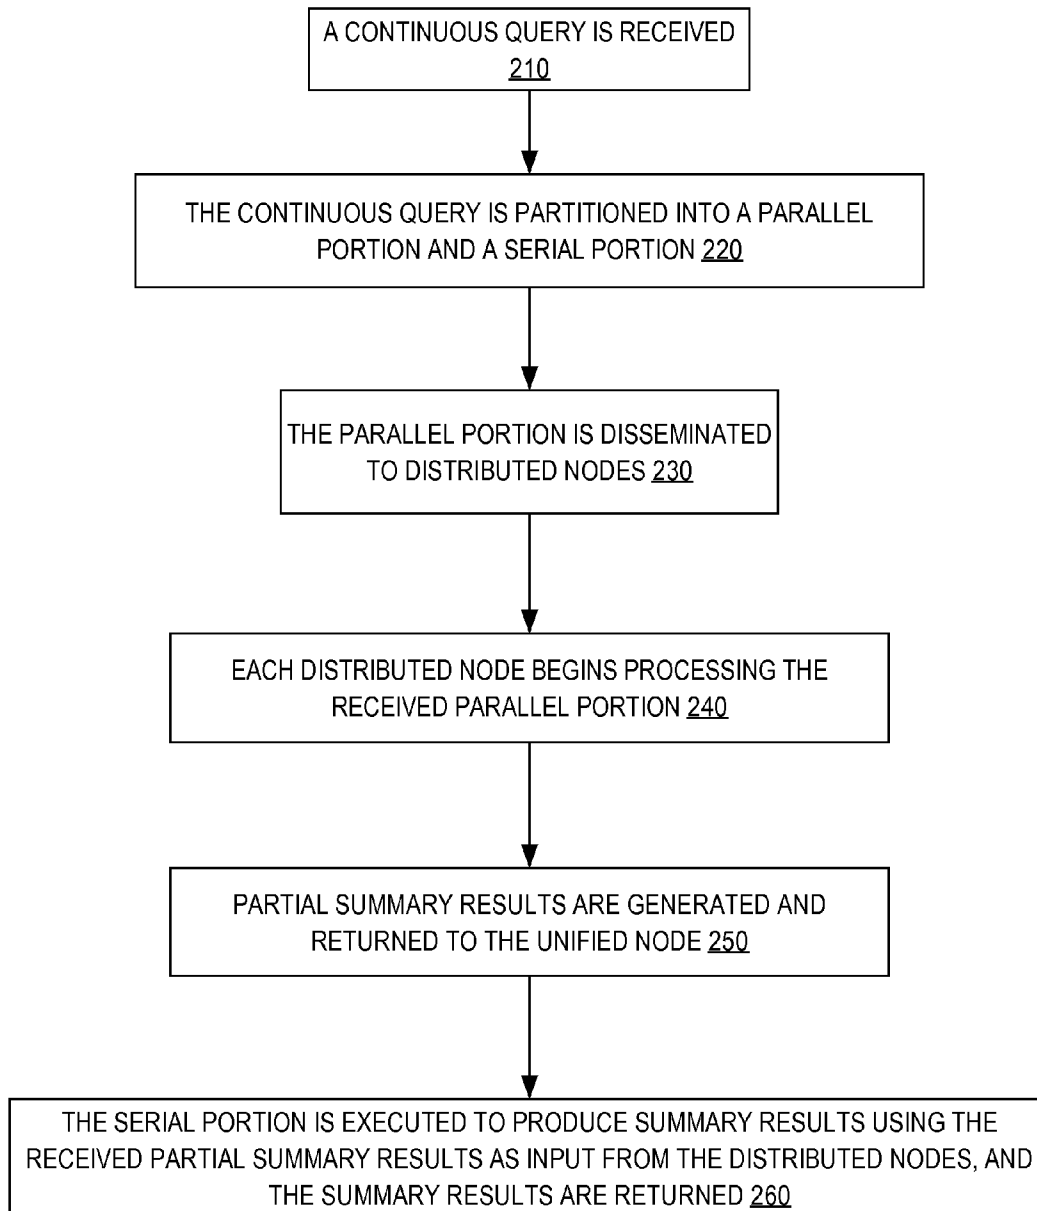 A CONTINUOUS QUERY IS RECEIVED
210
THE CONTINUOUS QUERY IS PARTITIONED INTO A PARALLEL
PORTION AND A SERIAL PORTION 220
THE PARALLEL PORTION IS DISSEMINATED
TO DISTRIBUTED NODES 230
EACH DISTRIBUTED NODE BEGINS PROCESSING THE
RECEIVED PARALLEL PORTION 240
PARTIAL SUMMARY RESULTS ARE GENERATED AND
RETURNED TO THE UNIFIED NODE 250
THE SERIAL PORTION IS EXECUTED TO PRODUCE SUMMARY RESULTS USING THE
RECEIVED PARTIAL SUMMARY RESULTS AS INPUT FROM THE DISTRIBUTED NODES, AND
THE SUMMARY RESULTS ARE RETURNED 260